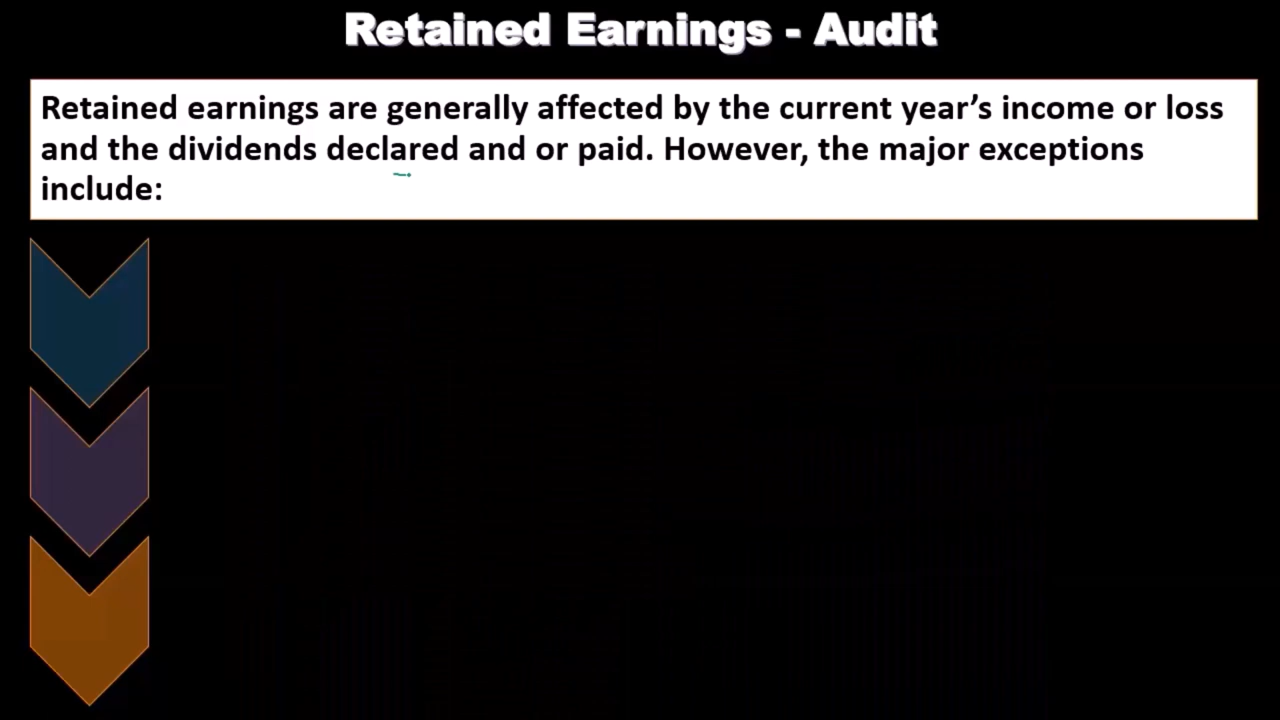 Retained Earnings - Audit
Retained earnings are generally affected by the current year’s income or loss
and the dividends declared and or paid. However, the major exceptions
include: